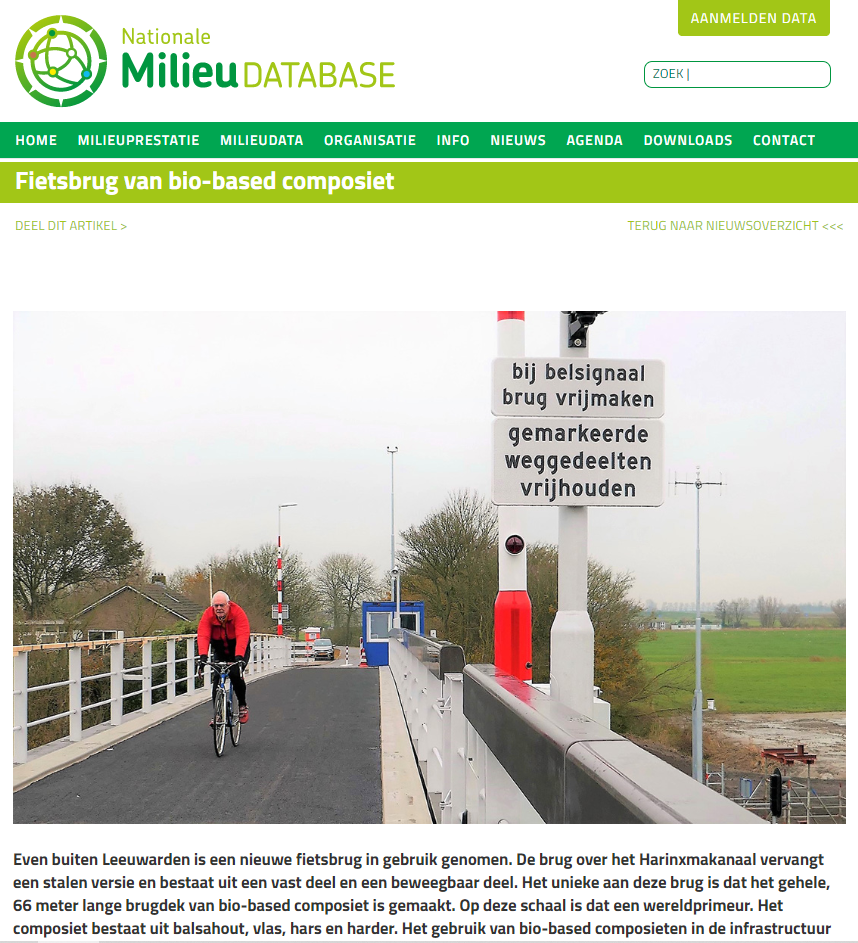 AANMELDEN DATA
Nationale
MilieuDATABASE
ZOEK |
HOME MILIEUPRESTATIE MILIEUDATA ORGANISATIE INFO NIEUWS AGENDA DOWNLOADS CONTACT
Fietsbrug van bio-based composiet
DEEL DIT ARTIKEL > TERUG NAAR NIEUWSOVERZICHT <<<
bij belsignaal
brug vrijmaken
gemarkeerde
weggedeelten
vrijhouden
Even buiten Leeuwarden is een nieuwe fietsbrug in gebruik genomen. De brug over het Harinxmakanaal vervangt
een stalen versie en bestaat uit een vast deel en een beweegbaar deel. Het unieke aan deze brug is dat het gehele,
66 meter lange brugdek van bio-based composiet is gemaakt. Op deze schaal is dat een wereldprimeur. Het
composiet bestaat uit balsahout, vlas, hars en harder. Het gebruik van bio-based composieten in de infrastructuur